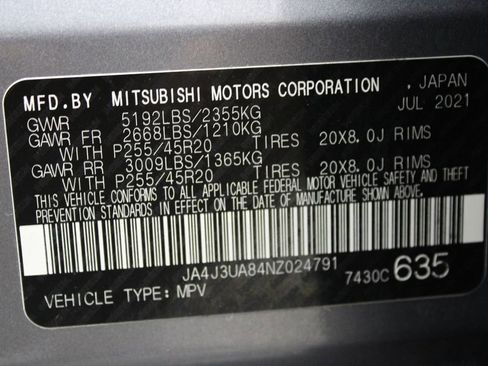 MFD.BY MITSUBISHI MOTORS CORPORATION , JAPAN
GVWR 5192LBS/2355KG JUL 2021
GAWR FR 2668LBS/1210KG
WITH P255/45R20 TIRES 20X8.0J RIMS
GAWR RR 3009LBS/1365KG
WITH P255/45R20 TIRES 20X8.0J RIMS
THIS VEHICLE CONFORMS TO ALL APPLICABLE FEDERAL MOTOR VEHICLE SAFETY AND THEFT
PREVENTION STANDARDS IN EFFECT ON THE DATE OF MANUFACTURE SHOWN ABOVE.
JA4J3UA84NZ024791
VEHICLE TYPE:MPV 7430C 635